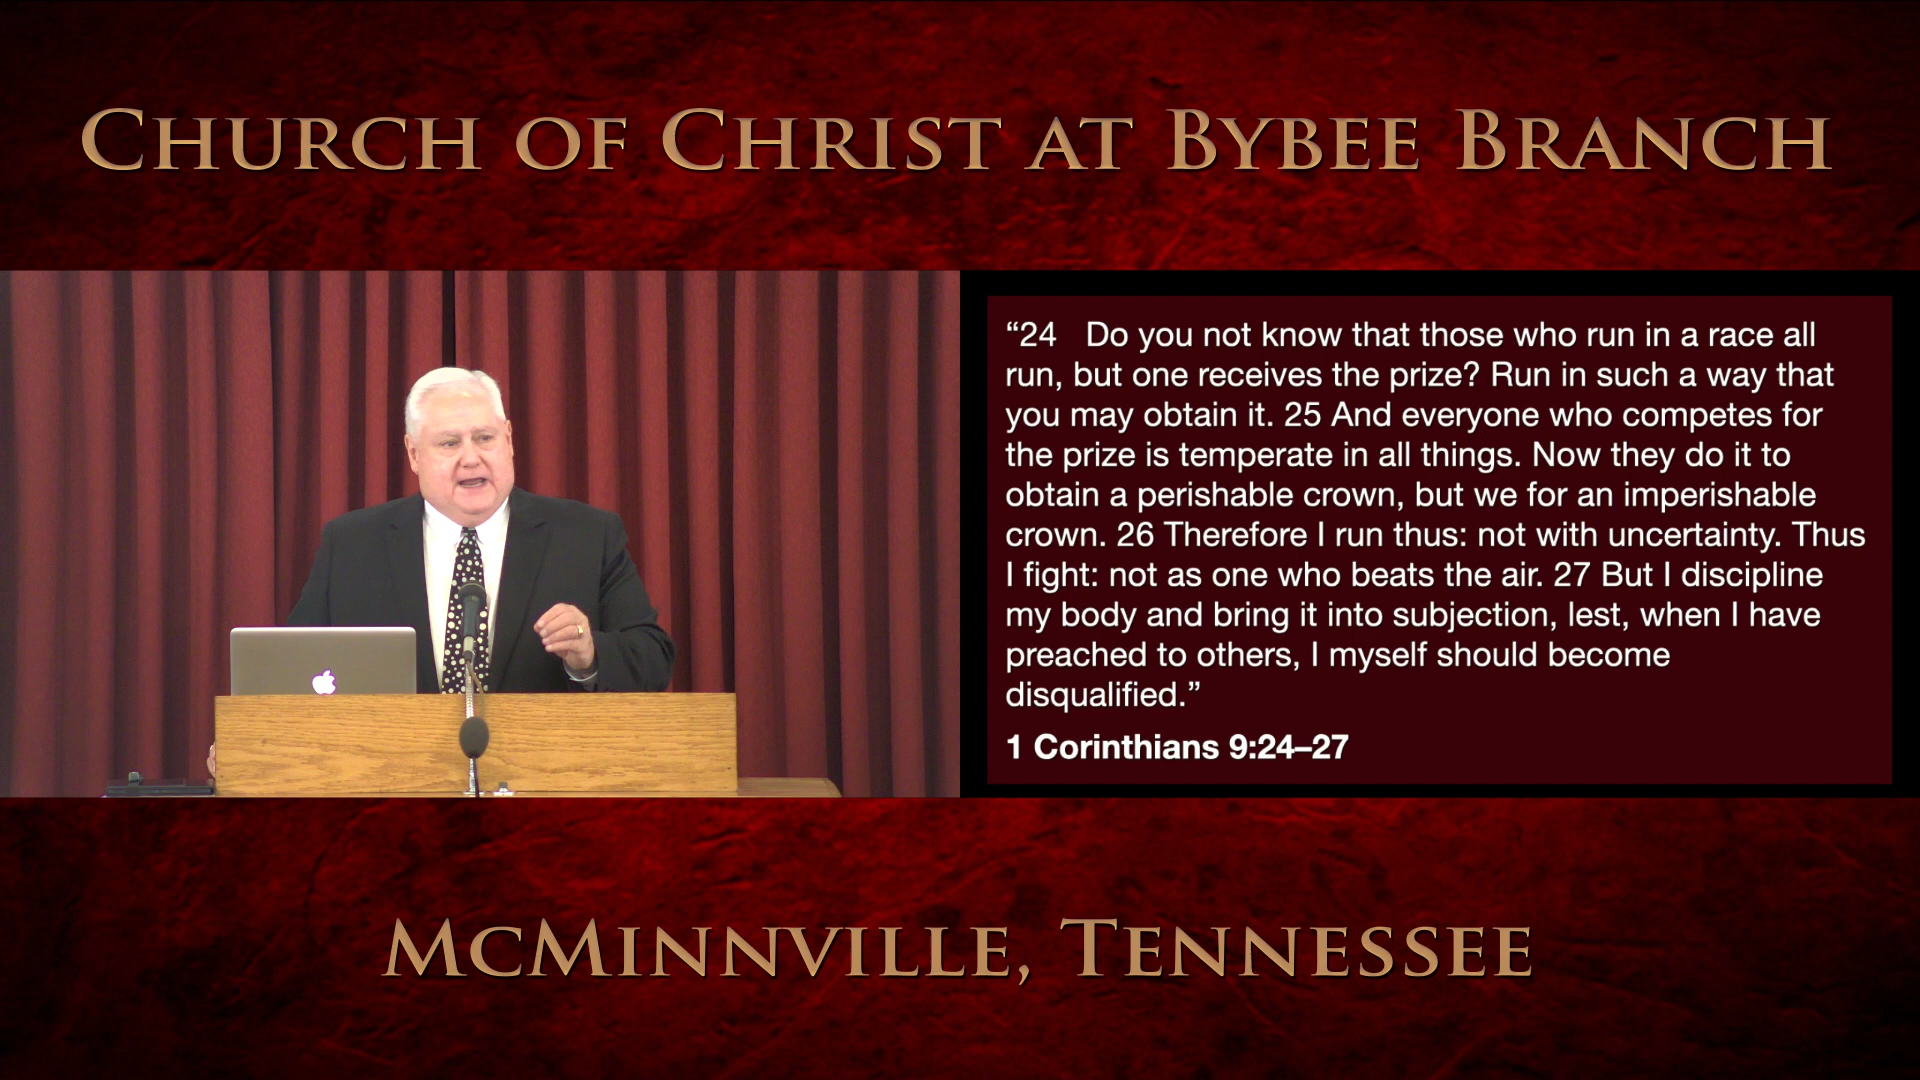 CHURCH OF CHRIST AT BYBEE BRANCH
“24 Do you not know that those who run in a race all
run, but one receives the prize? Run in such a way that
you may obtain it. 25 And everyone who competes for
the prize is temperate in all things. Now they do it to
obtain a perishable crown, but we for an imperishable
crown. 26 Therefore I run thus: not with uncertainty. Thus
I fight: not as one who beats the air. 27 But I discipline
my body and bring it into subjection, lest, when I have
preached to others, I myself should become
disqualified.”
1 Corinthians 9:24–27
MCMINNVILLE, TENNESSEE